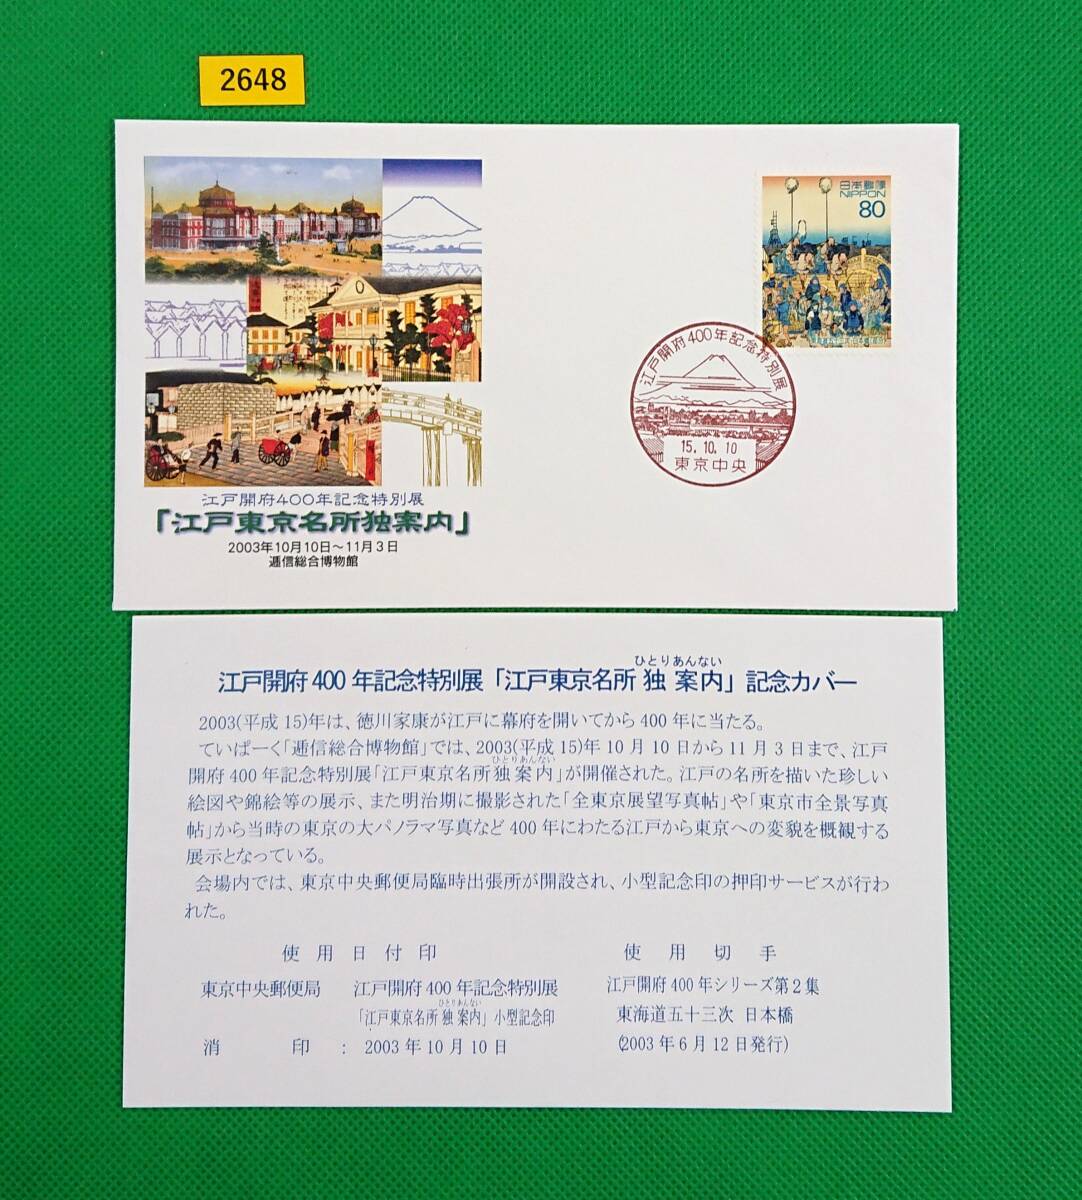 2648
日本郵便
NIPPON
80
江戸開府400年記念特別展
15.10.10
東京中央
江戸開府400年記念特別展
「江戸東京名所独案内」
2003年10月10日～11月3日
逓信総合博物館
ひとりあんない
江戸開府400年記念特別展「江戸東京名所独案内」記念カバー
2003(平成15)年は、徳川家康が江戸に幕府を開いてから400年に当たる。
ていぱーく「逓信総合博物館」では、2003(平成15)年10月10日から11月3日まで、江戸
ひとりあんない
開府400年記念特別展「江戸東京名所独案内」が開催された。江戸の名所を描いた珍しい
絵図や錦絵等の展示、また明治期に撮影された「全東京展望写真帖」や「東京市全景写真
帖」から当時の東京の大パノラマ写真など400年にわたる江戸から東京への変貌を概観する
展示となっている。
会場内では、東京中央郵便局臨時出張所が開設され、小型記念印の押印サービスが行わ
れた。
使用日付印
東京中央郵便局 江戸開府400年記念特別展
ひとりあんない
「江戸東京名所独案内」小型記念印
消印：2003年10月10日
使用切手
江戸開府400年シリーズ第2集
東海道五十三次 日本橋
(2003年6月12日発行)